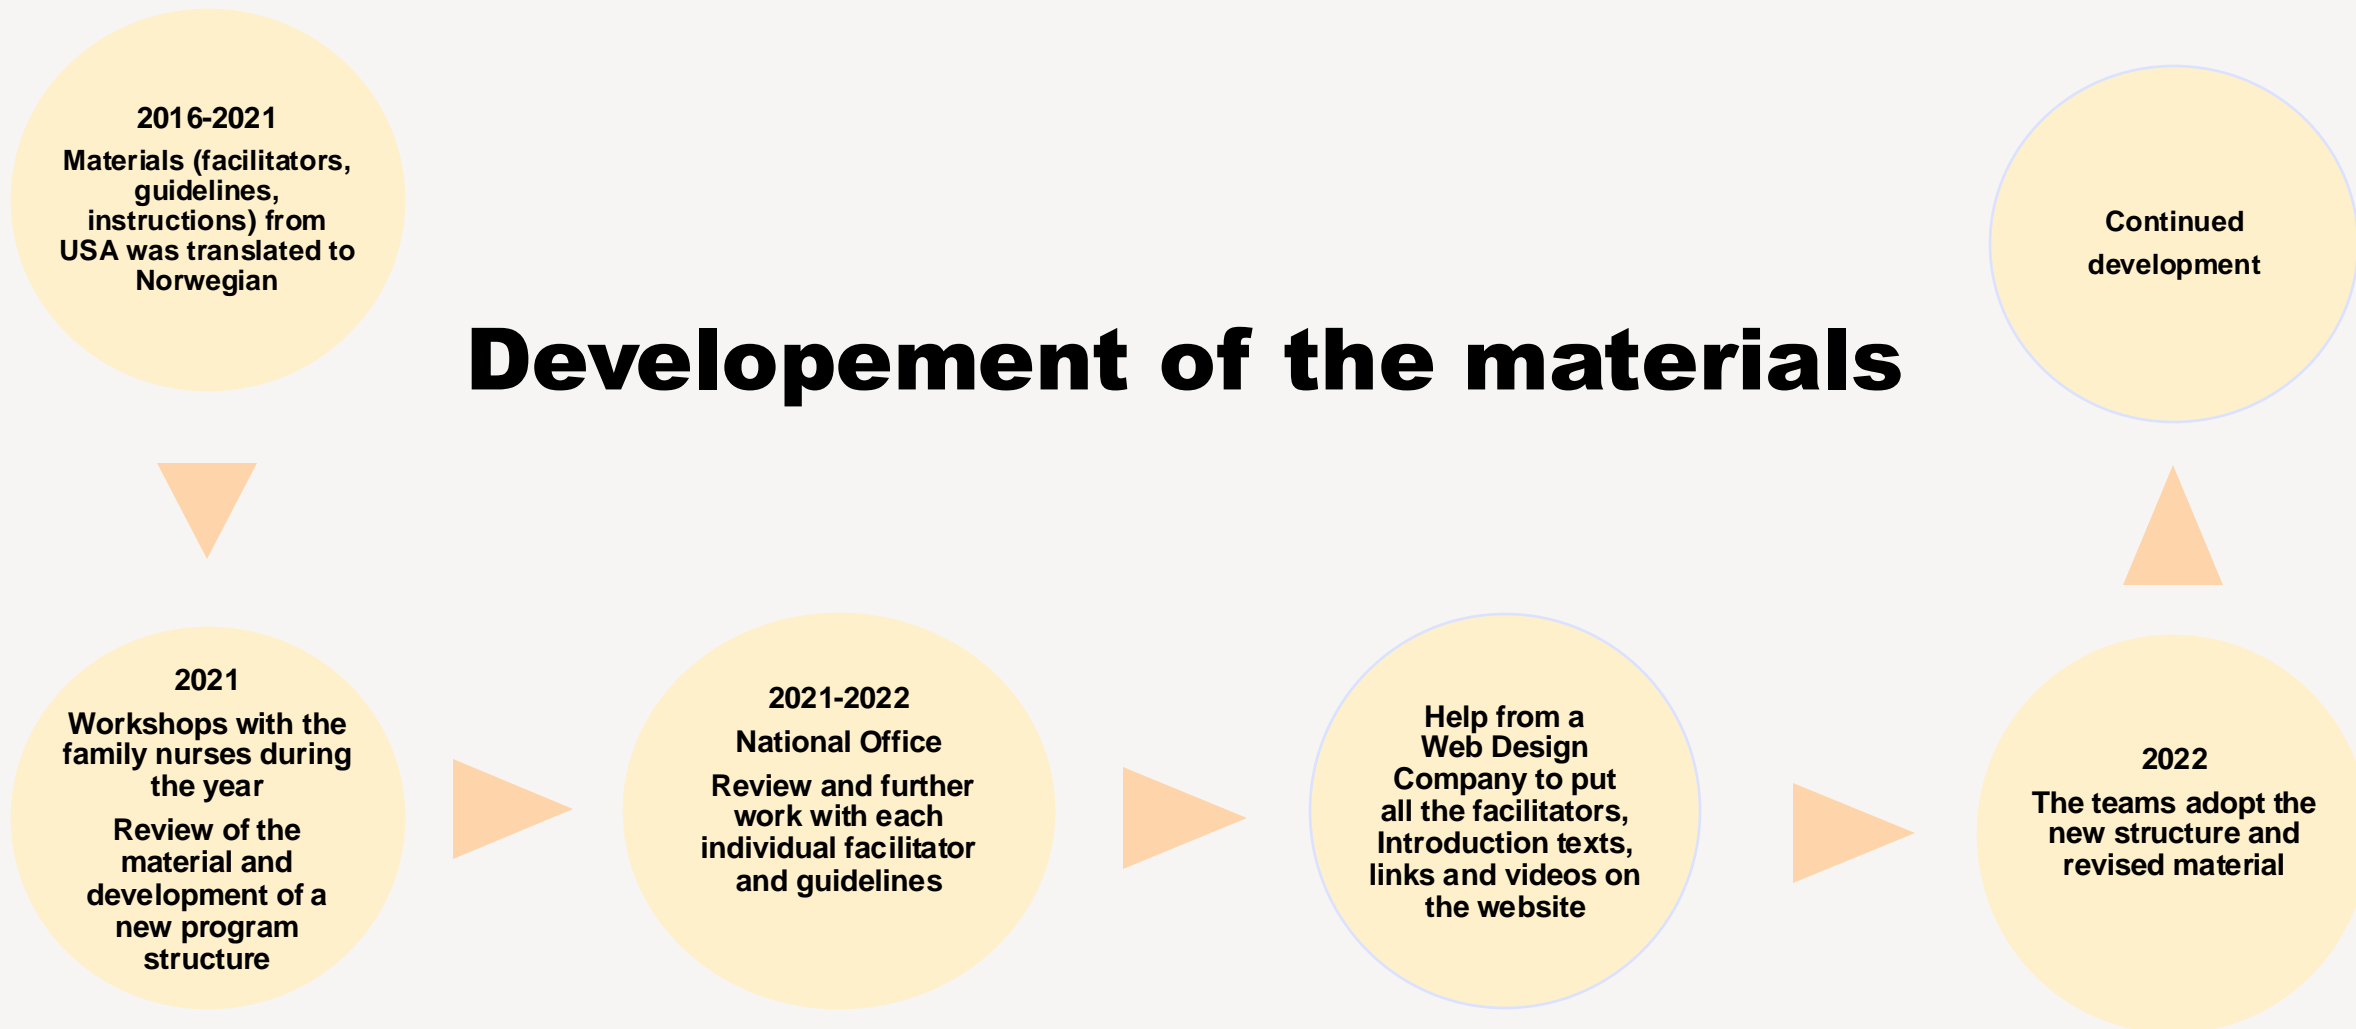 2016-2021
Materials (facilitators,
guidelines,
instructions) from
USA was translated to
Norwegian
Developement of the materials
2021
Workshops with the
family nurses during
the year
Review of the
material and
development of a
new program
structure
2021-2022
National Office
Review and further
work with each
individual facilitator
and guidelines
Help from a
Web Design
Company to put
all the facilitators,
Introduction texts,
links and videos on
the website
2022
The teams adopt the
new structure and
revised material
Continued
development